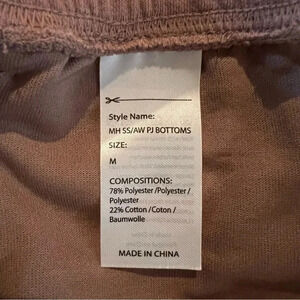 Style Name:
MH SS/AW PJ BOTTOMS
SIZE:
M
COMPOSITIONS:
78% Polyester /Polyester /
Polyester
22% Cotton /Coton /
Baumwolle
MADE IN CHINA